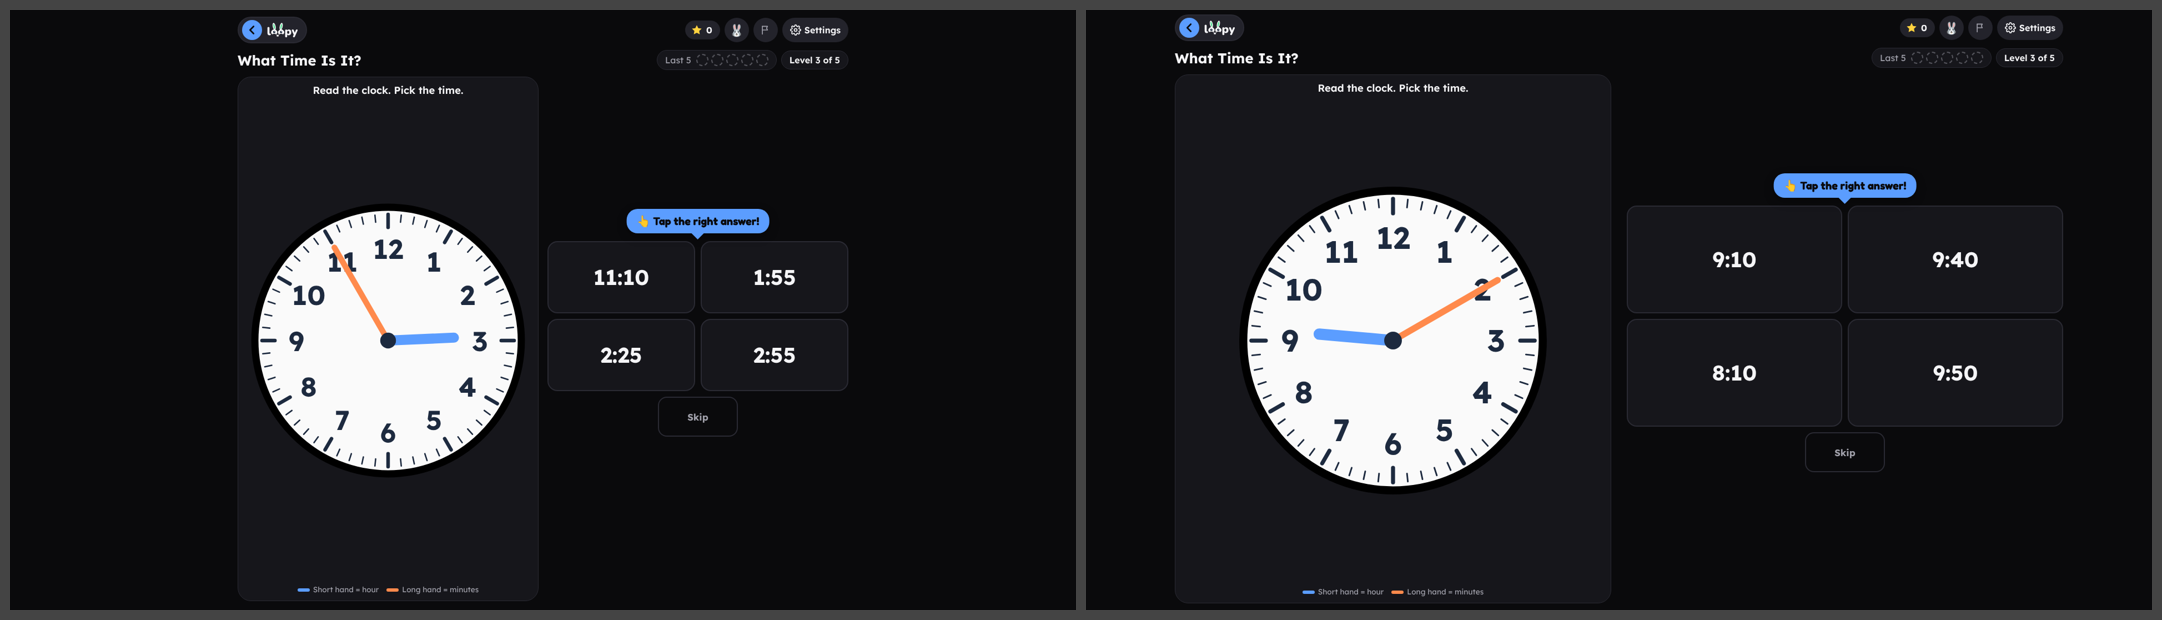 loopy
0
Settings
What Time Is It?
Last 5
Level 3 of 5
Read the clock. Pick the time.
12
1
2
3
4
5
6
7
8
9
10
11
Short hand = hour
Long hand = minutes
👆 Tap the right answer!
11:10
1:55
2:25
2:55
Skip
loopy
0
Settings
What Time Is It?
Last 5
Level 3 of 5
Read the clock. Pick the time.
12
1
2
3
4
5
6
7
8
9
10
11
Short hand = hour
Long hand = minutes
👆 Tap the right answer!
9:10
9:40
8:10
9:50
Skip